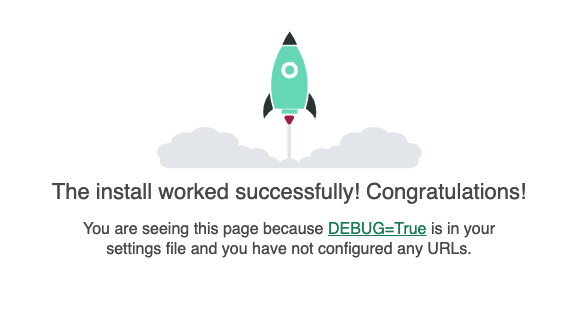 The install worked successfully! Congratulations!
You are seeing this page because DEBUG=True is in your
settings file and you have not configured any URLs.